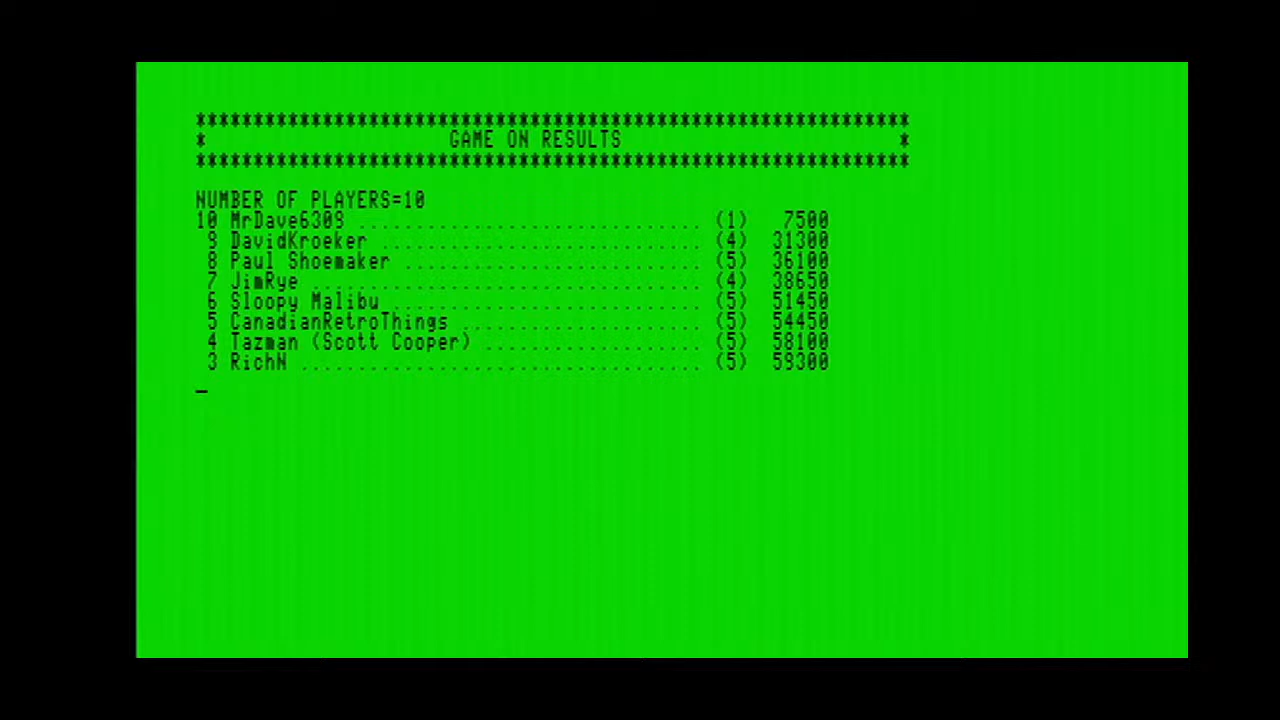 **************************************************************
* GAME ON RESULTS *
**************************************************************
NUMBER OF PLAYERS=10
10 MrDave6309 .............................. (1) 7500
9 DavidKroeker ............................ (4) 31300
8 Paul Shoemaker .......................... (5) 36100
7 JimRye .................................. (4) 38650
6 Sloopy Malibu ........................... (5) 51450
5 CanadianRetroThings ..................... (5) 54450
4 Tazman (Scott Cooper) ................... (5) 58100
3 RichN ................................... (5) 59300
_